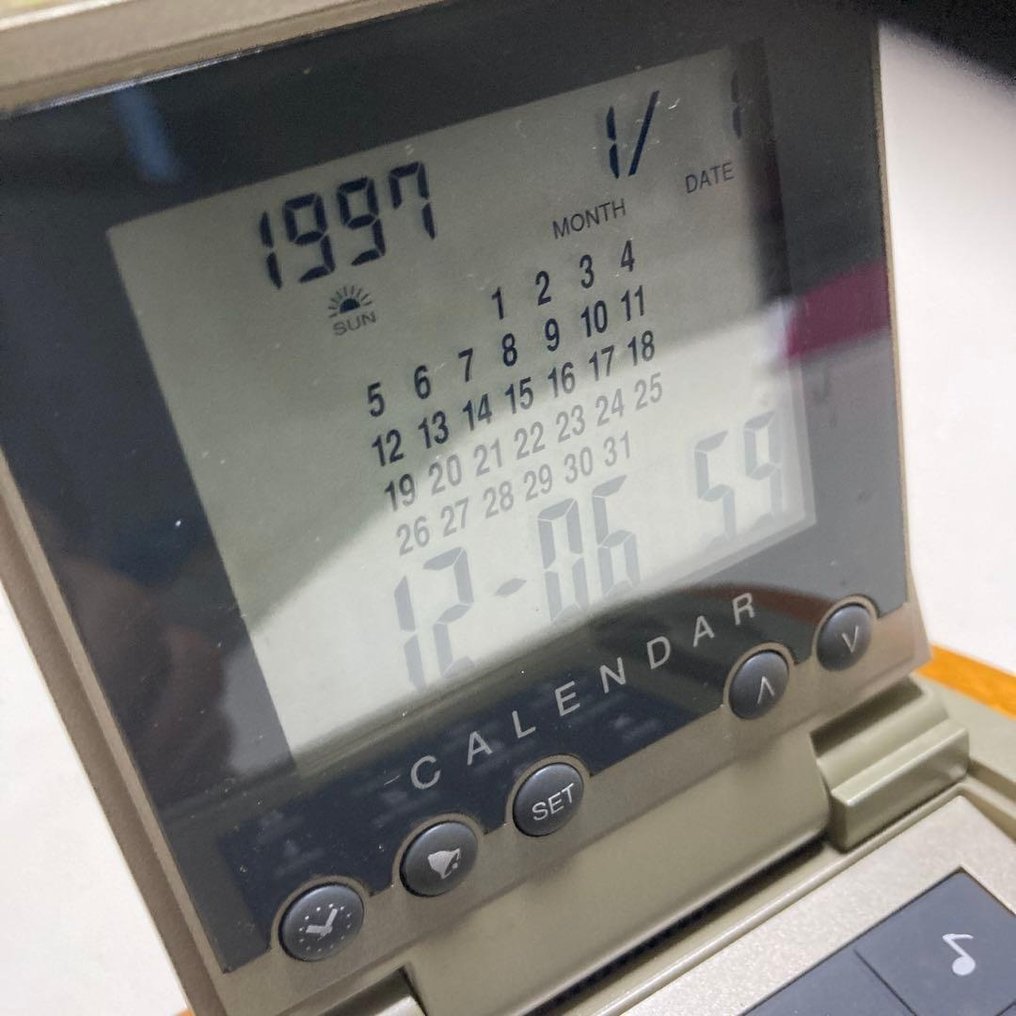 1997 1/ 1
MONTH DATE
SUN
1 2 3 4
5 6 7 8 9 10 11
12 13 14 15 16 17 18
19 20 21 22 23 24 25
26 27 28 29 30 31
12-06 59
CALENDAR
SET